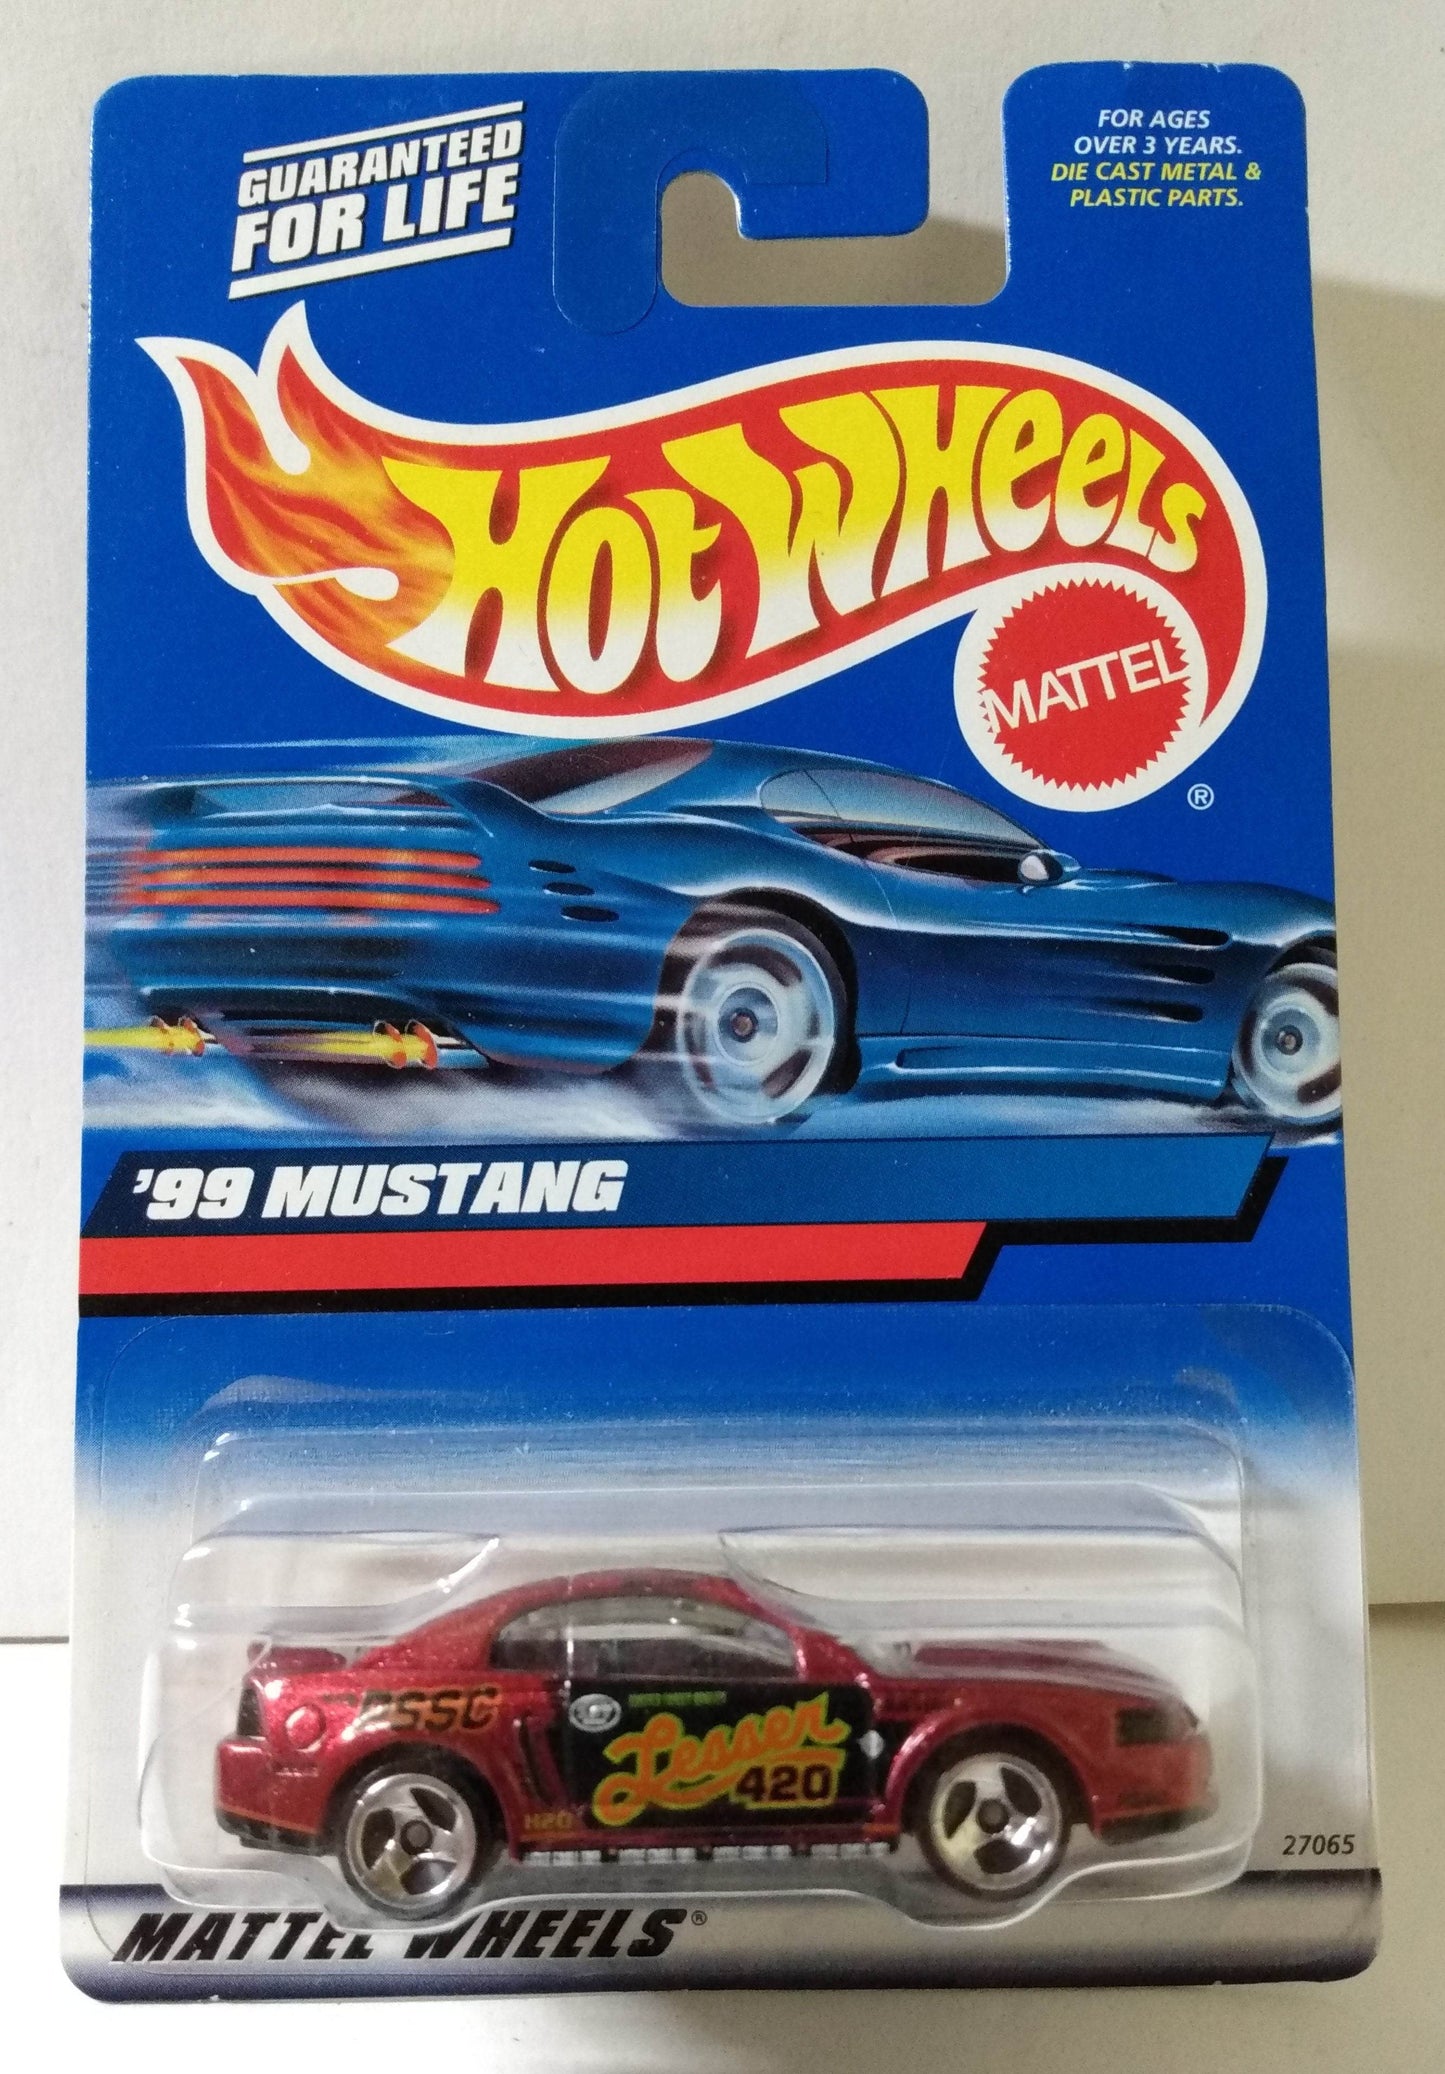 GUARANTEED
FOR LIFE
FOR AGES
OVER 3 YEARS.
DIE CAST METAL &
PLASTIC PARTS.
HOT WHEELS
MATTEL
®
'99 MUSTANG
Lesser
420
H2O
27065
MATTEL WHEELS®